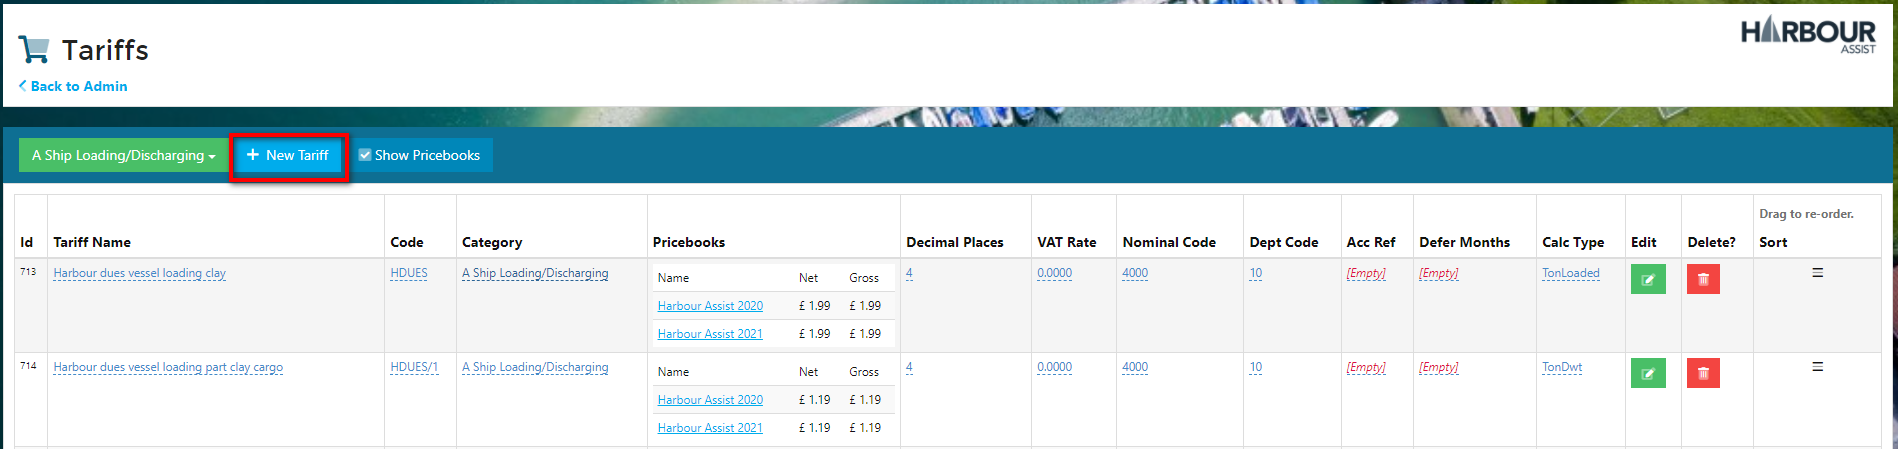 HARBOUR
ASSIST
Tariffs
Back to Admin
A Ship Loading/Discharging
+ New Tariff
Show Pricebooks
Drag to re-order.
Id Tariff Name Code Category Pricebooks Decimal Places VAT Rate Nominal Code Dept Code Acc Ref Defer Months Calc Type Edit Delete? Sort
713 Harbour dues vessel loading clay HDUES A Ship Loading/Discharging Name Net Gross 4 0.0000 4000 10 [Empty] [Empty] TonLoaded
Harbour Assist 2020 £ 1.99 £ 1.99
Harbour Assist 2021 £ 1.99 £ 1.99
714 Harbour dues vessel loading part clay cargo HDUES/1 A Ship Loading/Discharging Name Net Gross 4 0.0000 4000 10 [Empty] [Empty] TonDwt
Harbour Assist 2020 £ 1.19 £ 1.19
Harbour Assist 2021 £ 1.19 £ 1.19